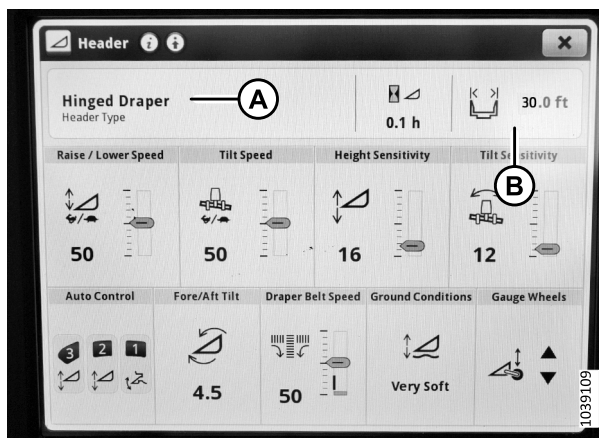 Header
Hinged Draper
Header Type
A
0.1 h
30.0 ft
B
Raise / Lower Speed
Tilt Speed
Height Sensitivity
Tilt Sensitivity
50
50
16
12
Auto Control
Fore/Aft Tilt
Draper Belt Speed
Ground Conditions
Gauge Wheels
3
2
1
4.5
50
Very Soft
1039109